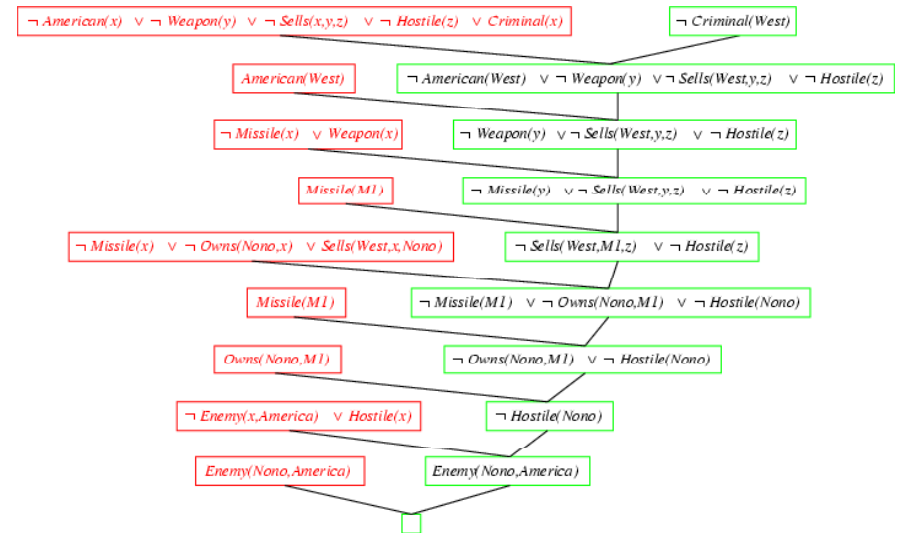 ¬ American(x) ∨ ¬ Weapon(y) ∨ ¬ Sells(x,y,z) ∨ ¬ Hostile(z) ∨ Criminal(x)
¬ Criminal(West)
American(West)
¬ American(West) ∨ ¬ Weapon(y) ∨ ¬ Sells(West,y,z) ∨ ¬ Hostile(z)
¬ Missile(x) ∨ Weapon(x)
¬ Weapon(y) ∨ ¬ Sells(West,y,z) ∨ ¬ Hostile(z)
Missile(M1)
¬ Missile(y) ∨ ¬ Sells(West,y,z) ∨ ¬ Hostile(z)
¬ Missile(x) ∨ ¬ Owns(Nono,x) ∨ Sells(West,x,Nono)
¬ Sells(West,M1,z) ∨ ¬ Hostile(z)
Missile(M1)
¬ Missile(M1) ∨ ¬ Owns(Nono,M1) ∨ ¬ Hostile(Nono)
Owns(Nono,M1)
¬ Owns(Nono,M1) ∨ ¬ Hostile(Nono)
¬ Enemy(x,America) ∨ Hostile(x)
¬ Hostile(Nono)
Enemy(Nono,America)
Enemy(Nono,America)